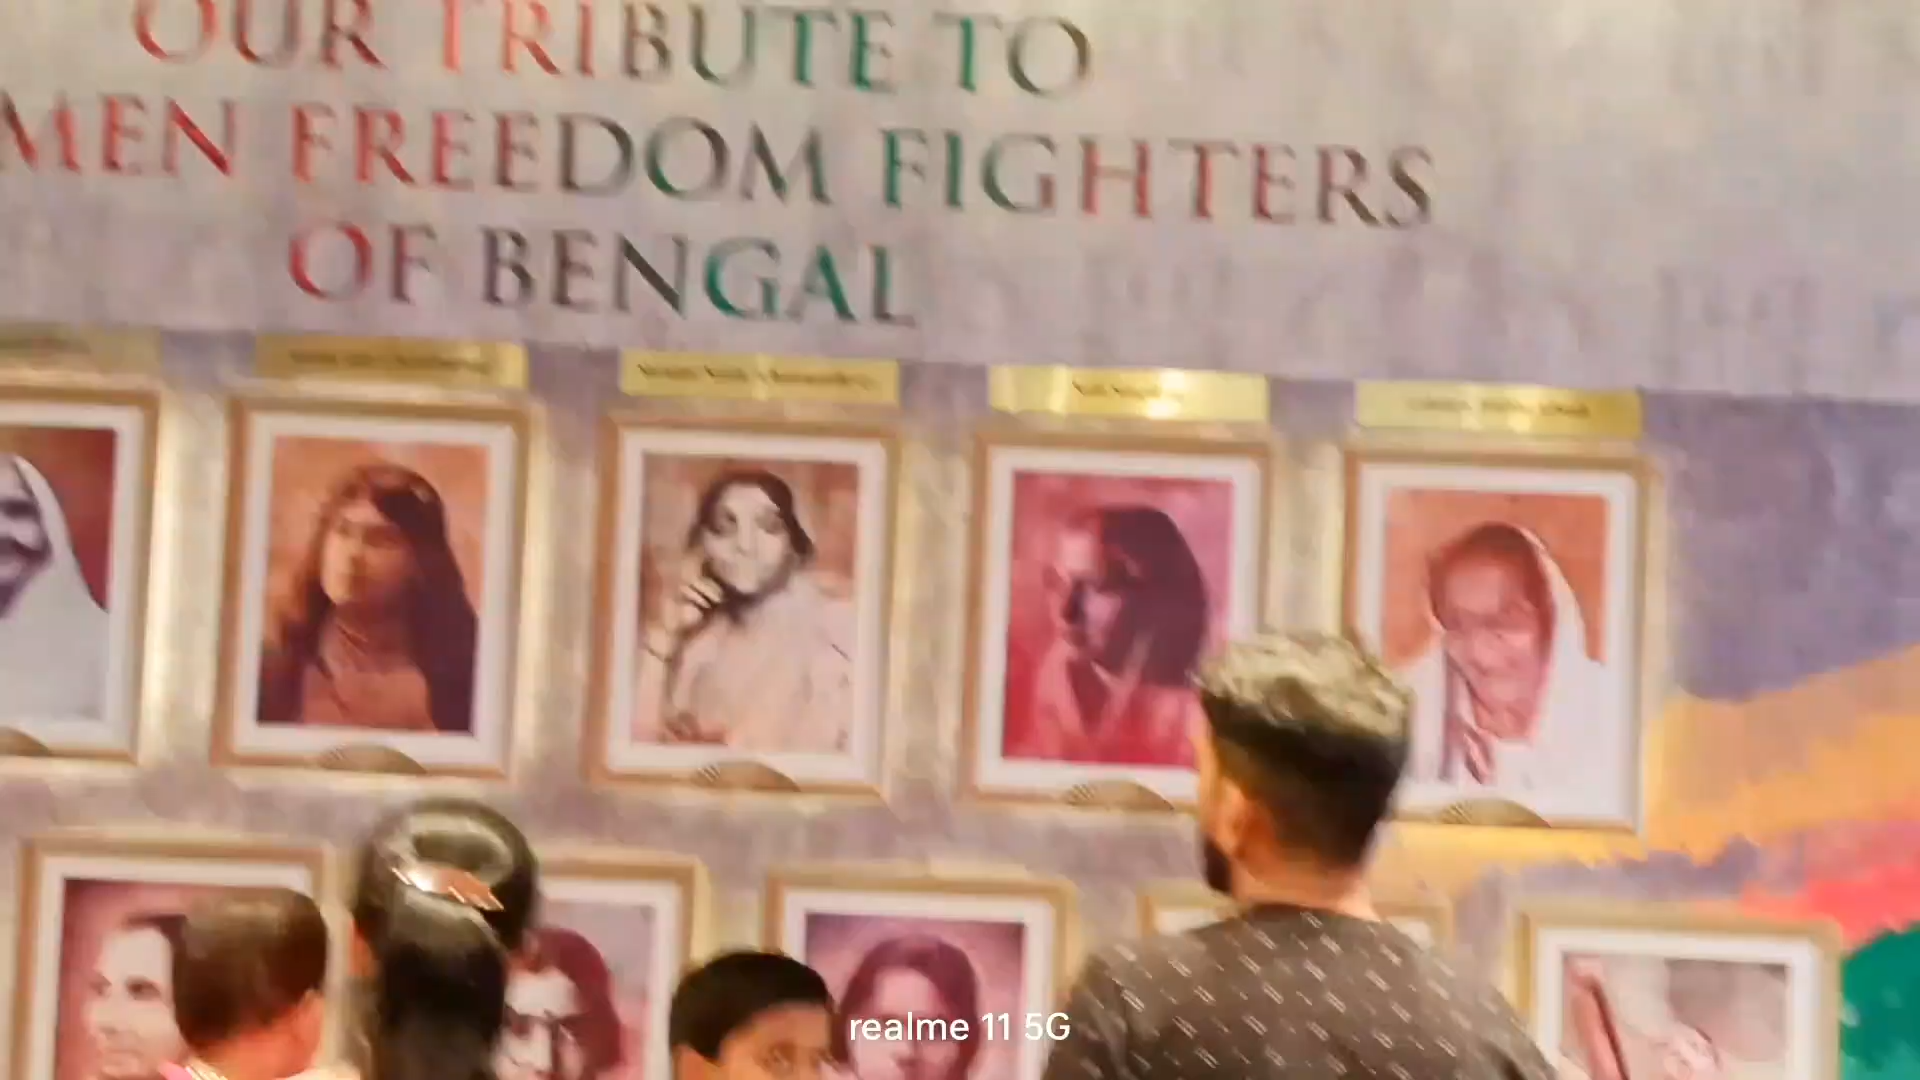 OUR TRIBUTE TO
MEN FREEDOM FIGHTERS
OF BENGAL
realme 11 5G